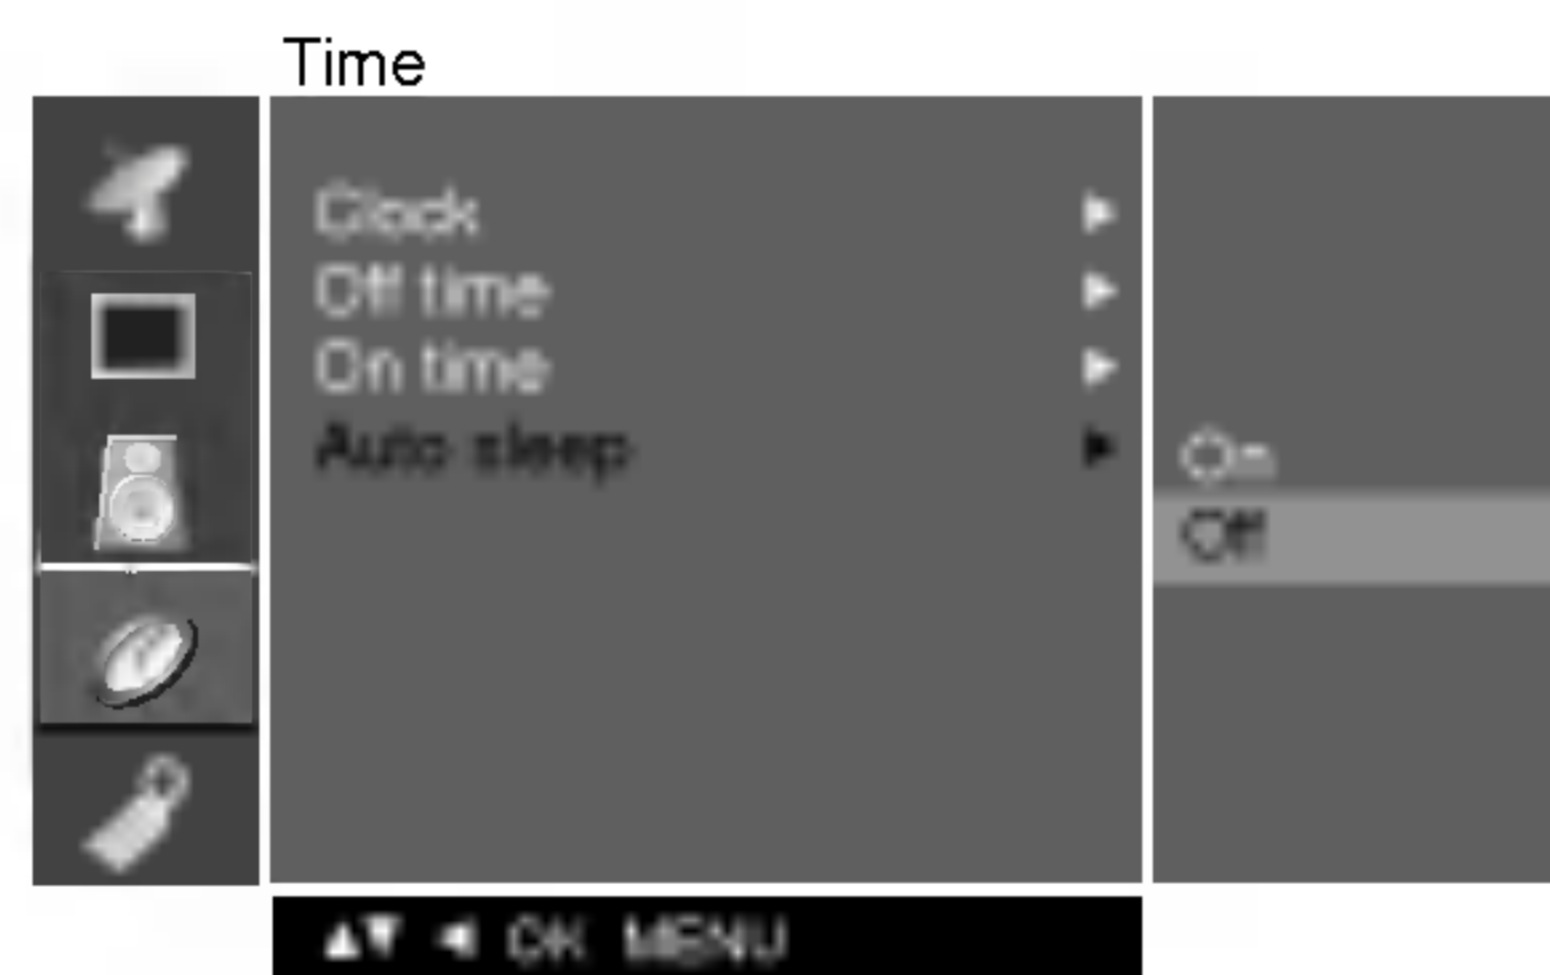 Time
Clock
Off time
On time
Auto sleep
On
Off
OK MENU